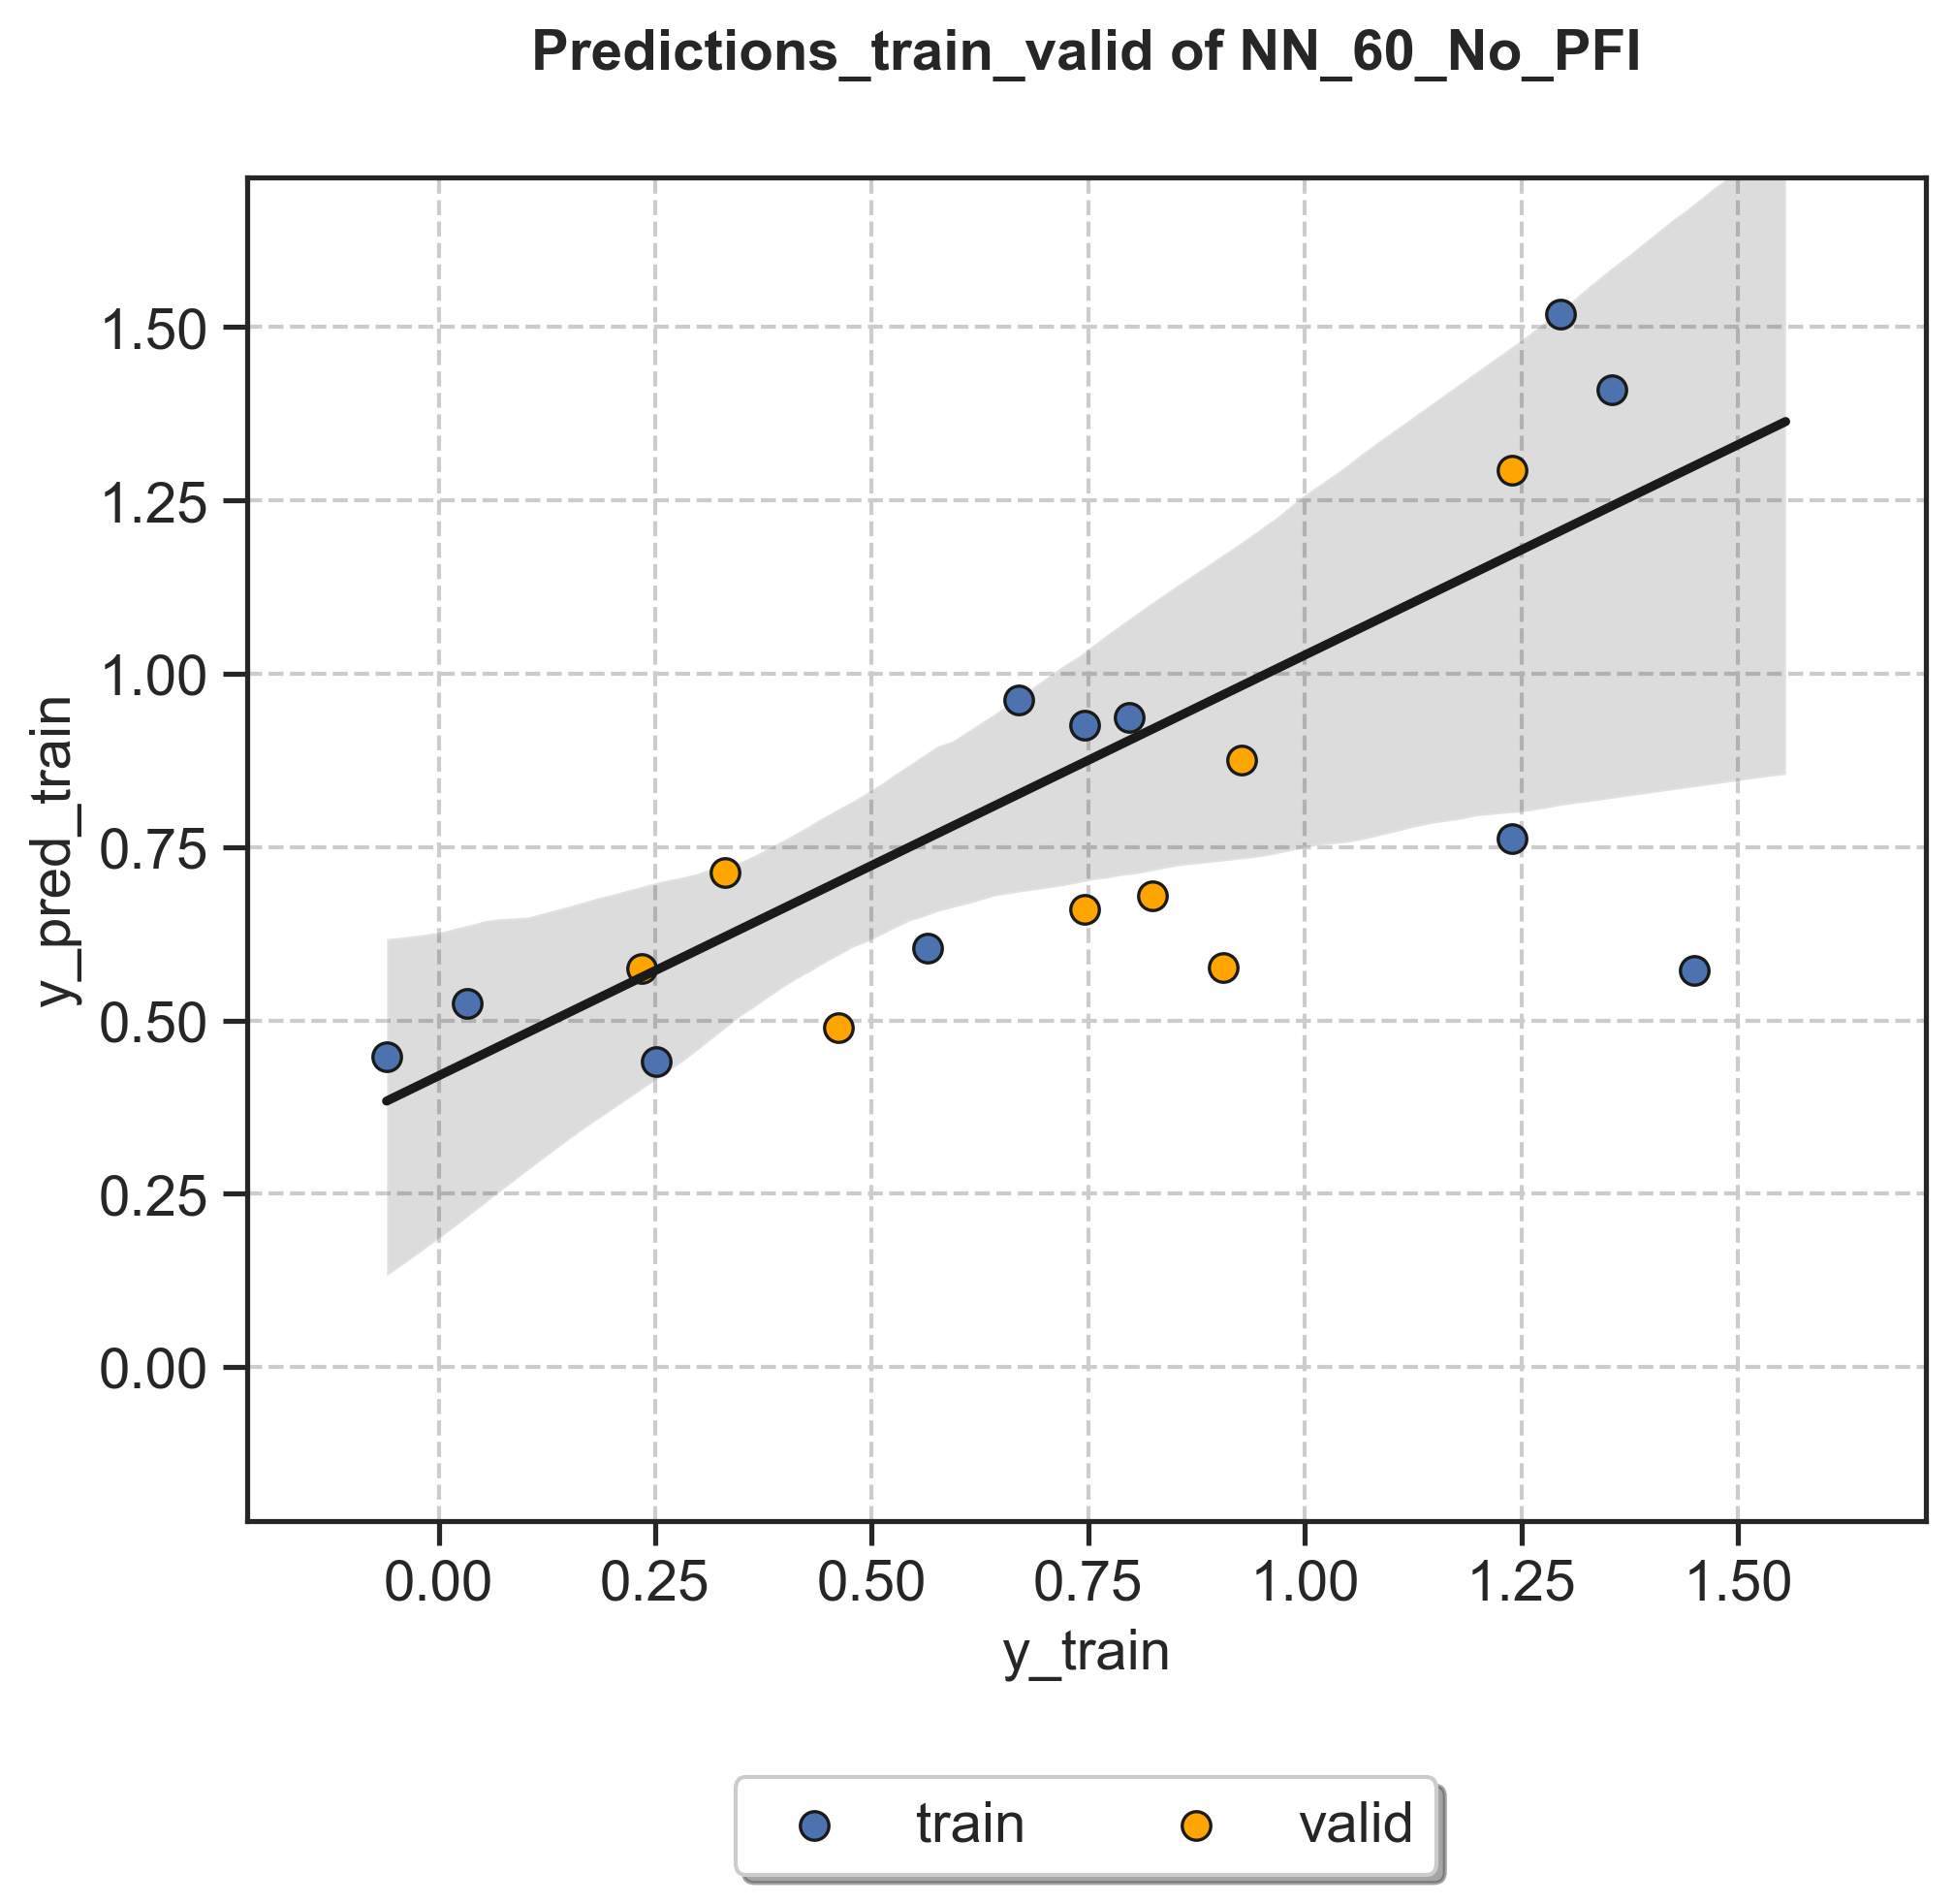 Predictions_train_valid of NN_60_No_PFI
1.50
1.25
1.00
0.75
0.50
0.25
0.00
y_pred_train
0.00 0.25 0.50 0.75 1.00 1.25 1.50
y_train
train valid